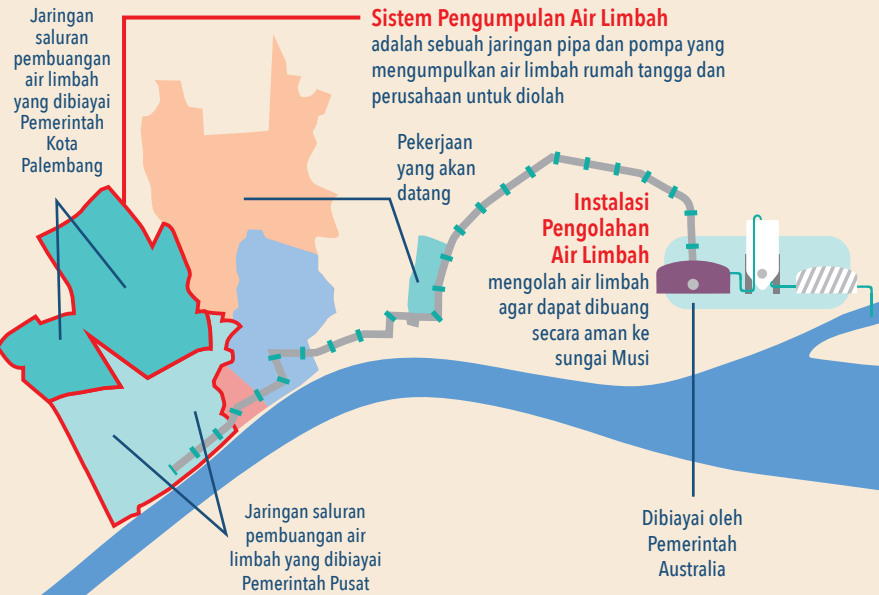 Jaringan
saluran
pembuangan
air limbah
yang dibiayai
Pemerintah
Kota
Palembang
Sistem Pengumpulan Air Limbah
adalah sebuah jaringan pipa dan pompa yang
mengumpulkan air limbah rumah tangga dan
perusahaan untuk diolah
Pekerjaan
yang akan
datang
Instalasi
Pengolahan
Air Limbah
mengolah air limbah
agar dapat dibuang
secara aman ke
sungai Musi
Jaringan saluran
pembuangan air
limbah yang dibiayai
Pemerintah Pusat
Dibiayai oleh
Pemerintah
Australia